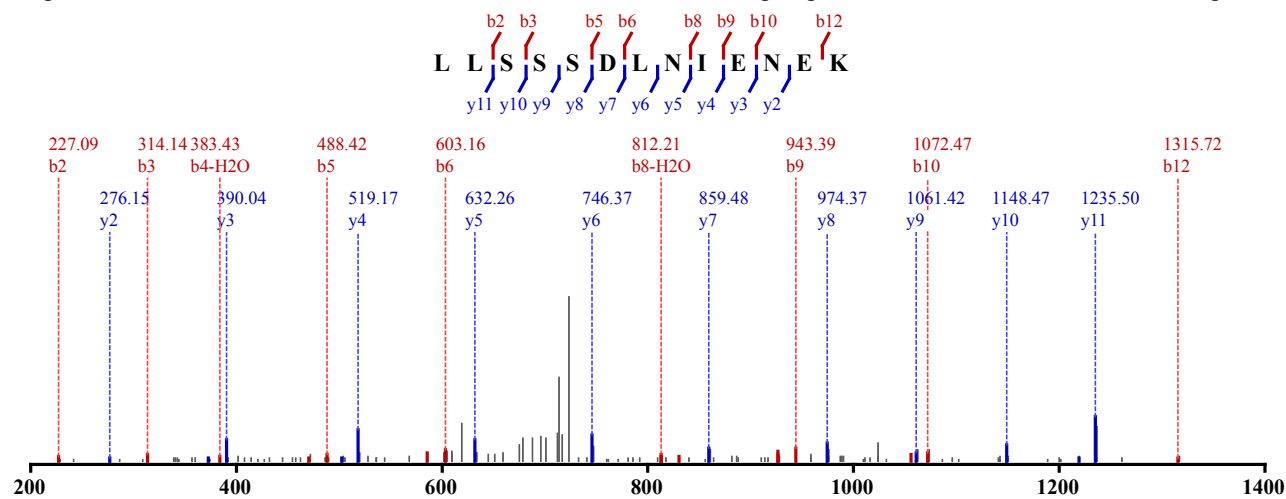 b2 b3 b5 b6 b8 b9 b10 b12
L L S S S D L N I E N E K
y11 y10 y9 y8 y7 y6 y5 y4 y3 y2
227.09 314.14 383.43 488.42 603.16 812.21 943.39 1072.47 1315.72
b2 b3 b4-H2O b5 b6 b8-H2O b9 b10 b12
276.15 390.04 519.17 632.26 746.37 859.48 974.37 1061.42 1148.47 1235.50
y2 y3 y4 y5 y6 y7 y8 y9 y10 y11
200 400 600 800 1000 1200 1400